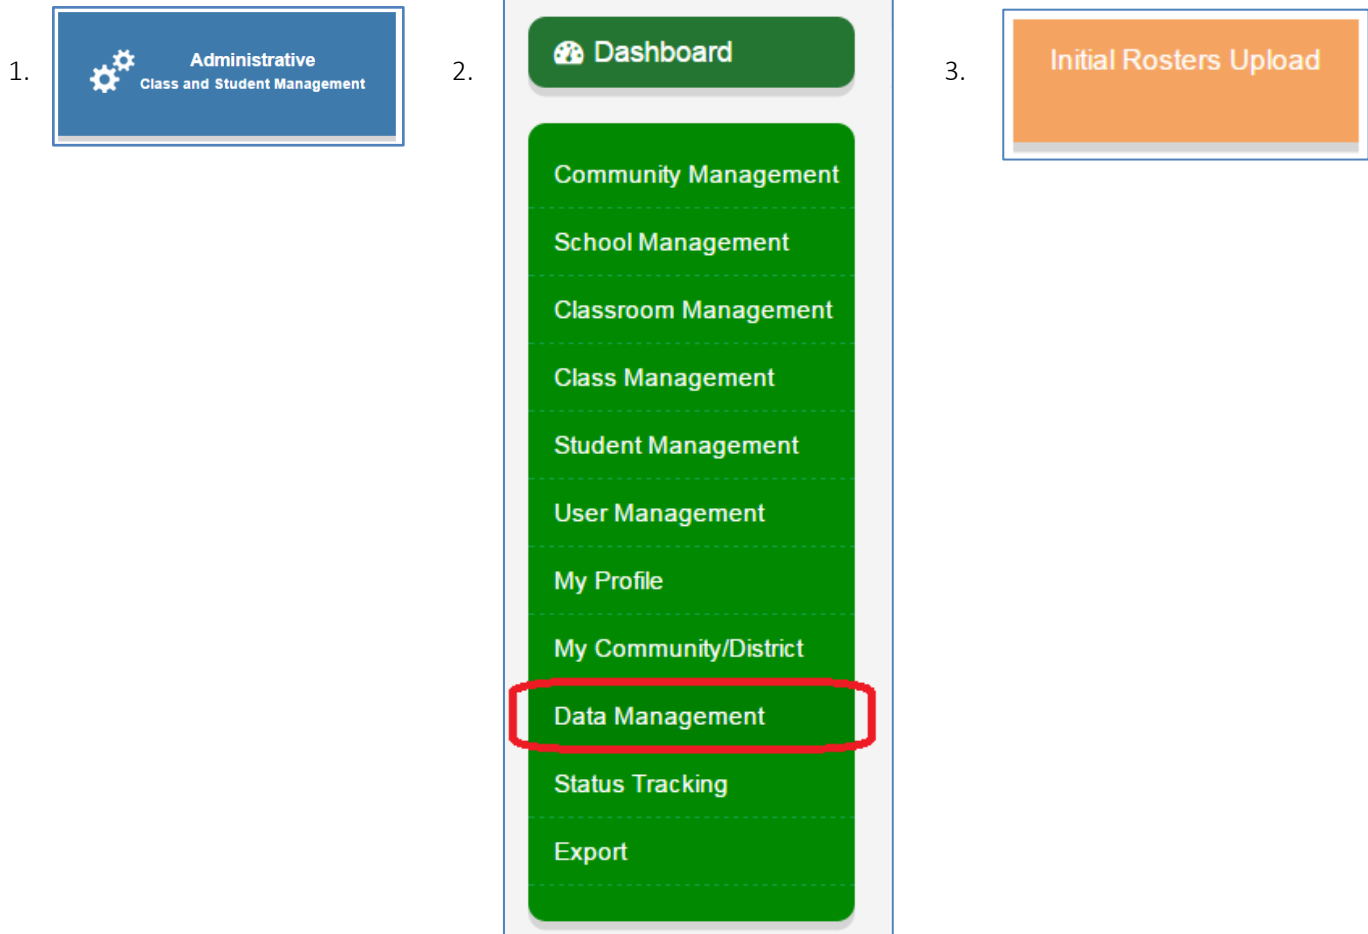 1.
Administrative
Class and Student Management
2.
Dashboard
Community Management
School Management
Classroom Management
Class Management
Student Management
User Management
My Profile
My Community/District
Data Management
Status Tracking
Export
3.
Initial Rosters Upload